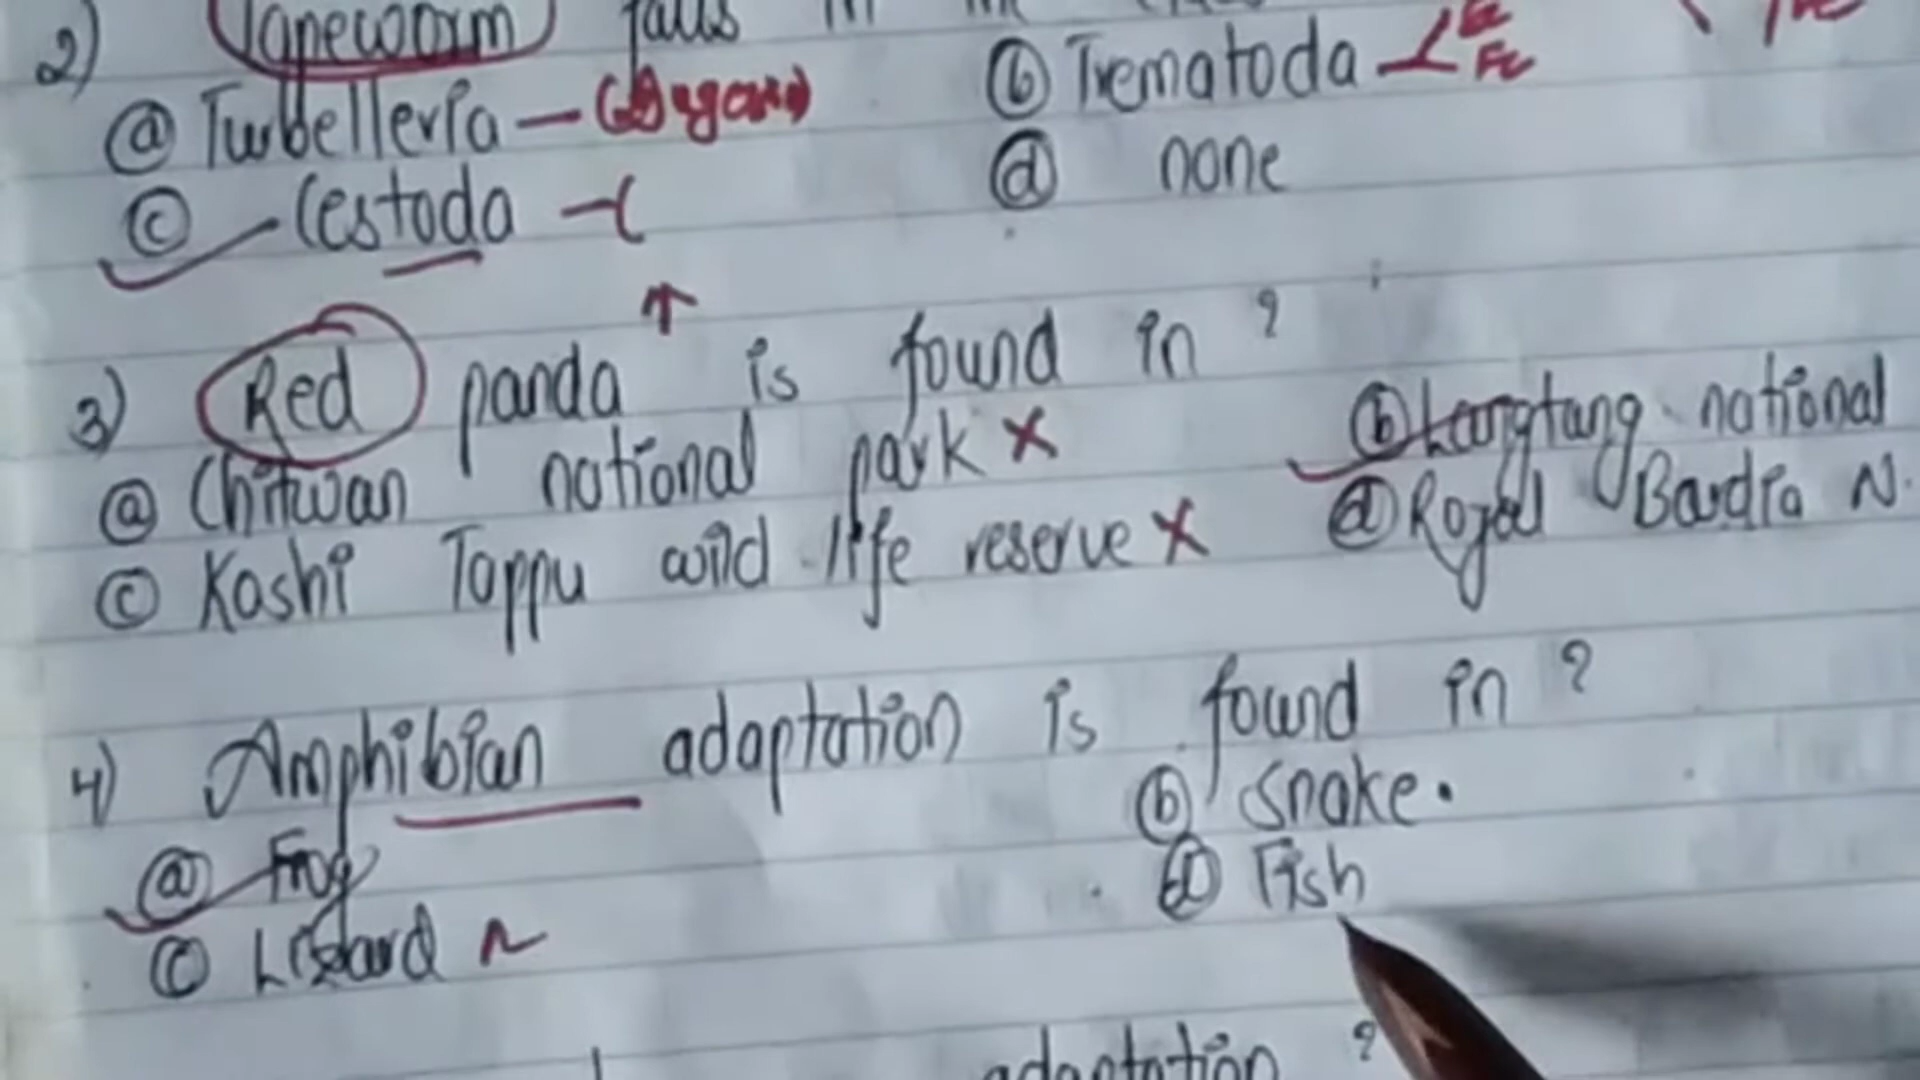 2) Tapeworm falls in
ⓐ Turbelleria — ⓑ Trematoda
ⓒ Cestoda ⓓ none
3) Red panda is found in ?
ⓐ Chitwan national park × ⓑ Langtang national
ⓒ Koshi Tappu wild life reserve × ⓓ Royal Bardia N.
4) Amphibian adaptation is found in ?
ⓐ Frog ⓑ Snake.
ⓒ Lizard ⓓ Fish
adaptation ?